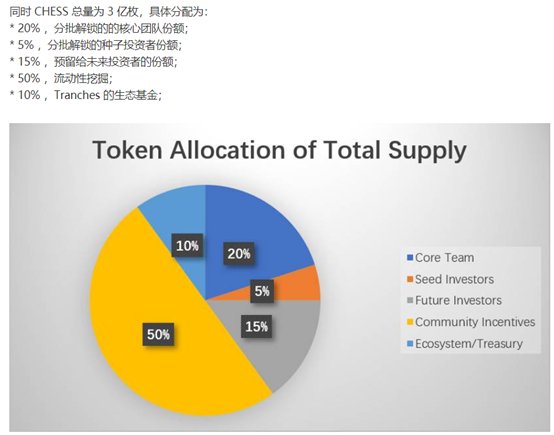 同时 CHESS 总量为 3 亿枚，具体分配为：
* 20% ，分批解锁的的核心团队份额；
* 5% ，分批解锁的种子投资者份额；
* 15% ，预留给未来投资者的份额；
* 50% ，流动性挖掘；
* 10% ，Tranches 的生态基金；
Token Allocation of Total Supply
10%
20%
5%
15%
50%
Core Team
Seed Investors
Future Investors
Community Incentives
Ecosystem/Treasury